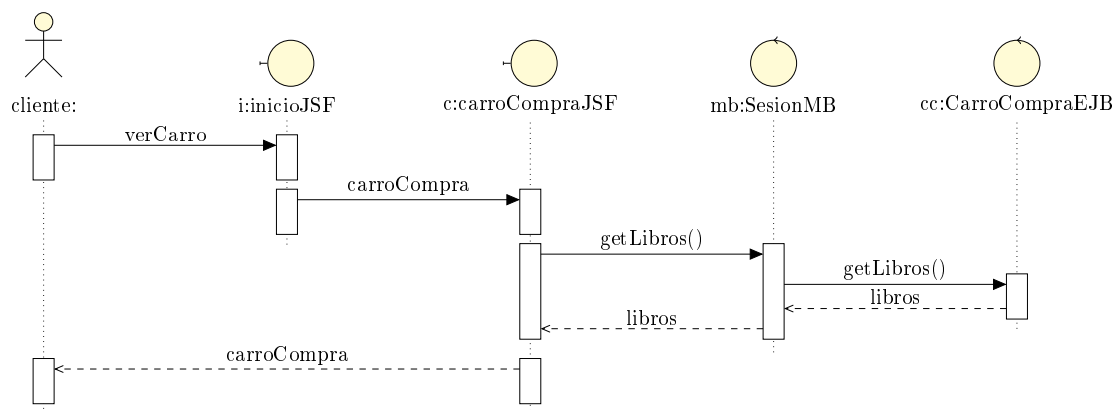 cliente:
i:inicioJSF
c:carroCompraJSF
mb:SesionMB
cc:CarroCompraEJB
verCarro
carroCompra
getLibros()
getLibros()
libros
libros
carroCompra